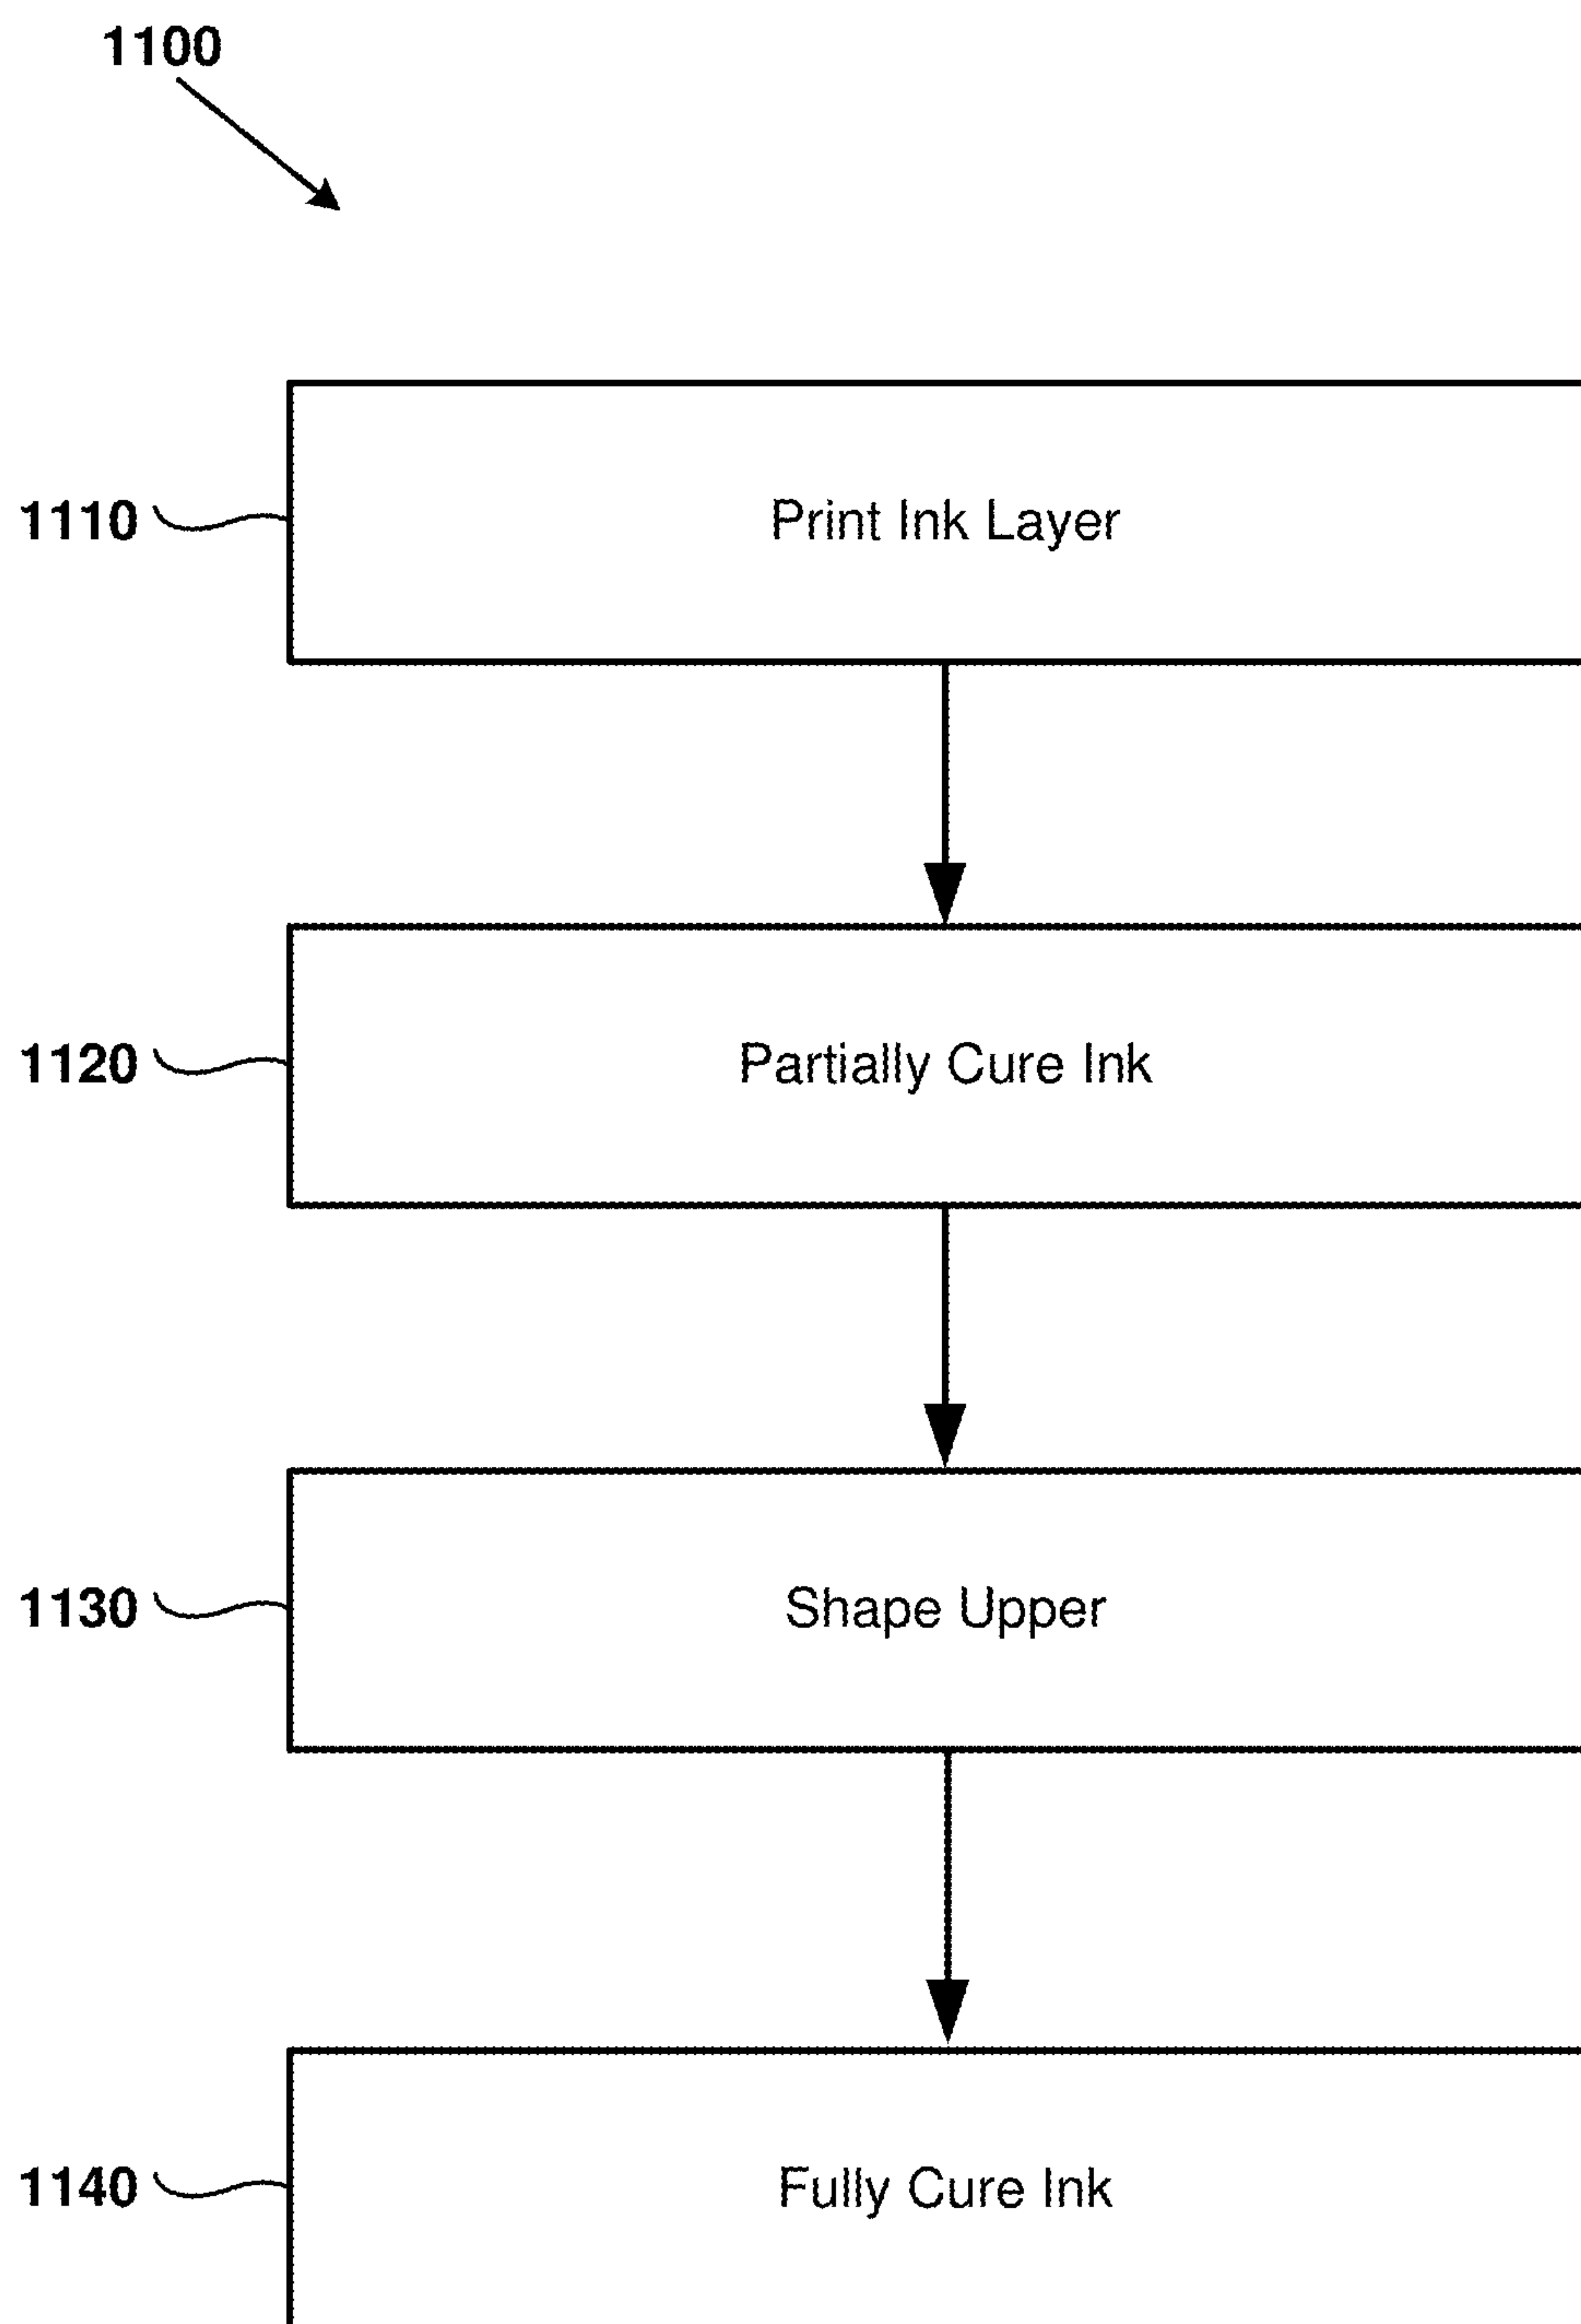 1100
1110 Print Ink Layer
1120 Partially Cure Ink
1130 Shape Upper
1140 Fully Cure Ink